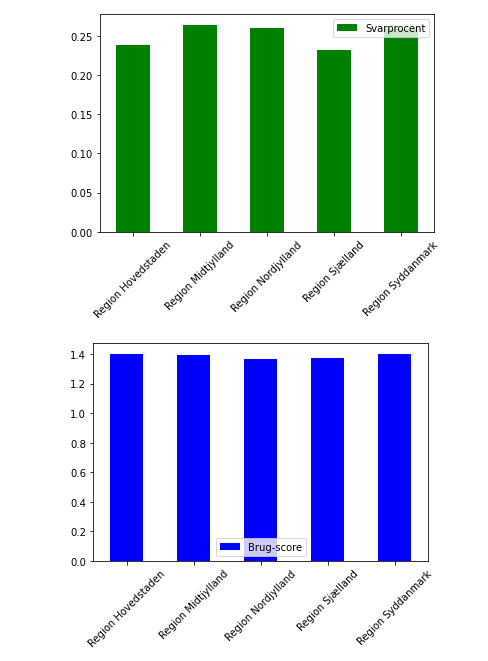 0.25
0.20
0.15
0.10
0.05
0.00
Svarprocent
Region Hovedstaden
Region Midtjylland
Region Nordjylland
Region Sjælland
Region Syddanmark
1.4
1.2
1.0
0.8
0.6
0.4
0.2
0.0
Brug-score
Region Hovedstaden
Region Midtjylland
Region Nordjylland
Region Sjælland
Region Syddanmark